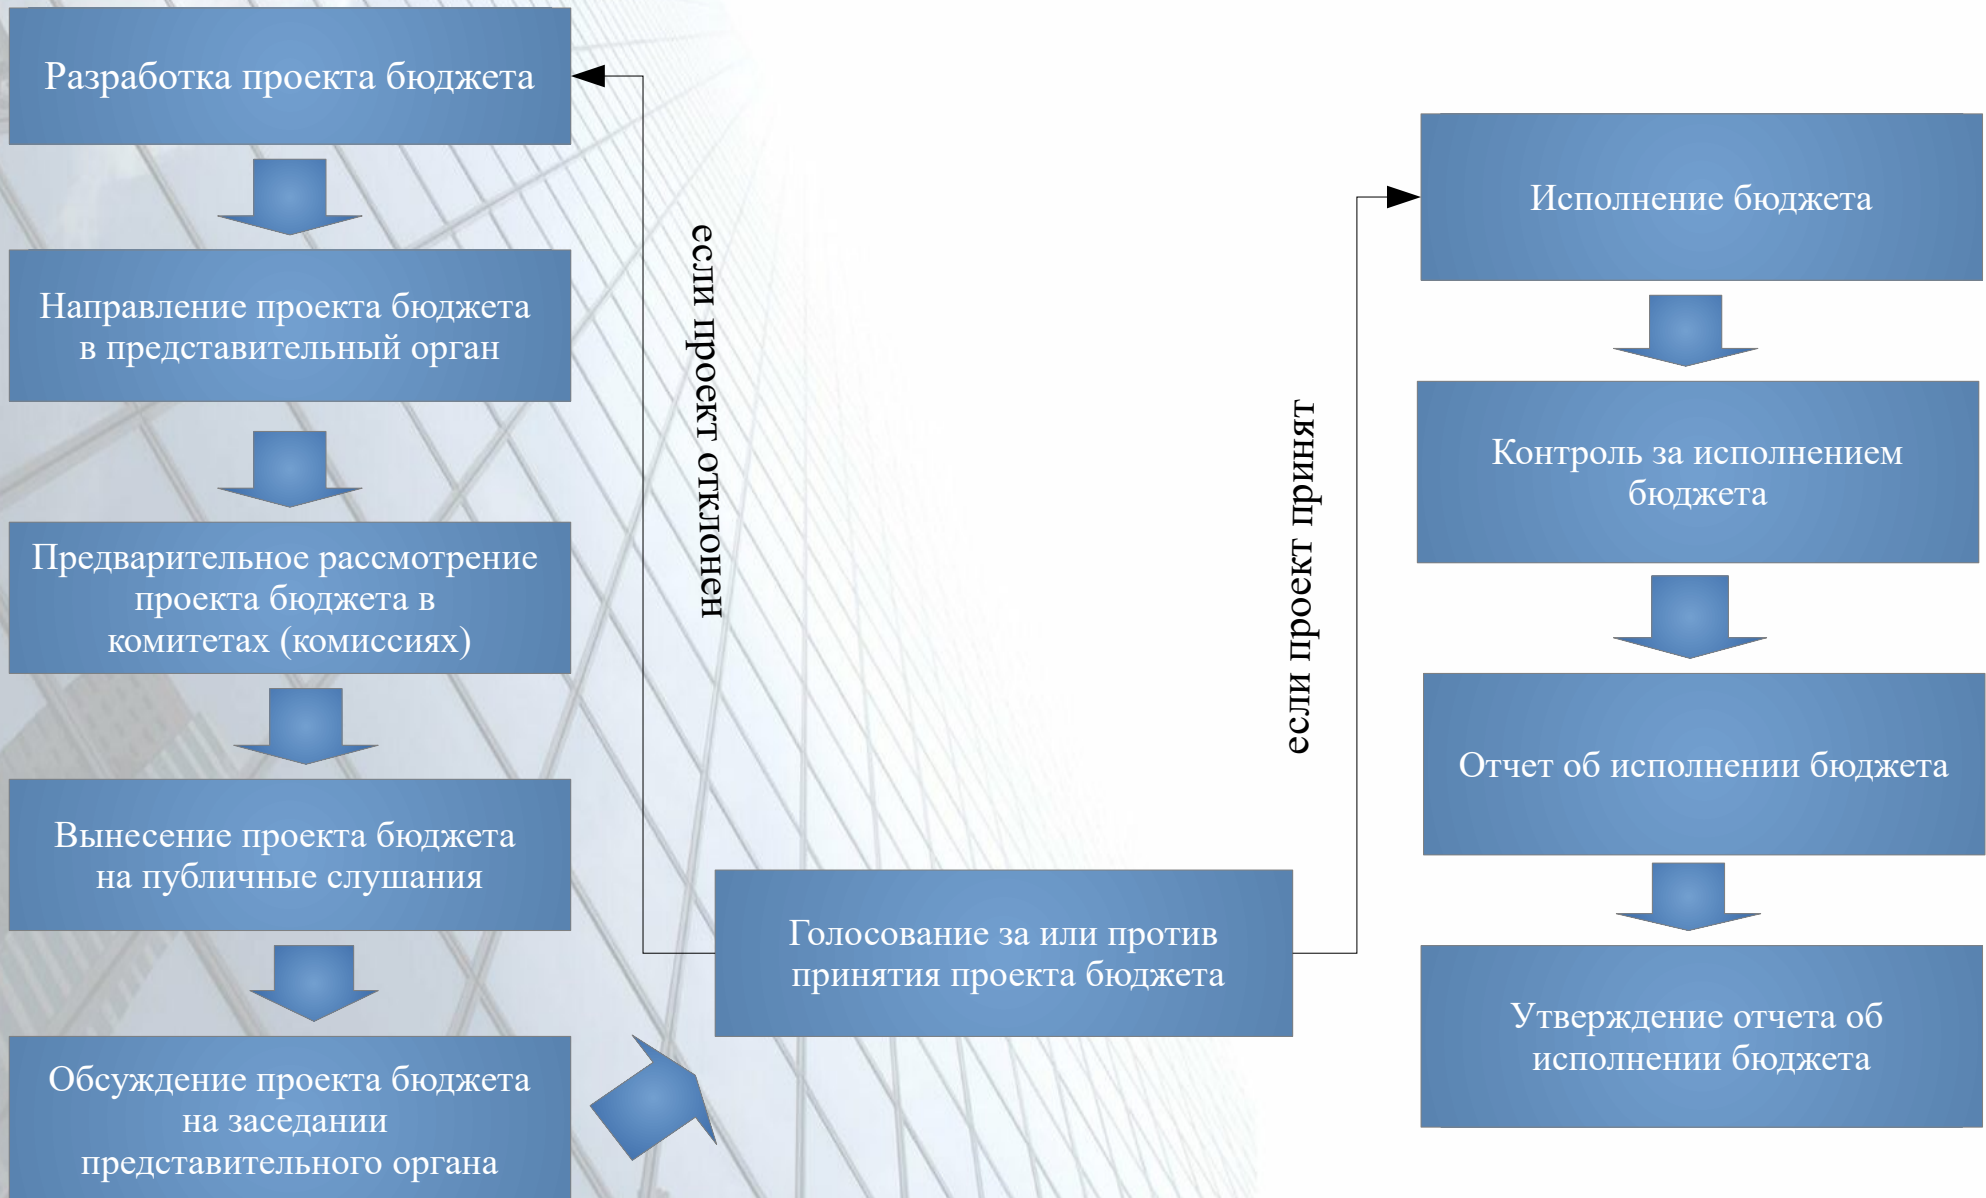 Разработка проекта бюджета
Направление проекта бюджета
в представительный орган
Предварительное рассмотрение
проекта бюджета в
комитетах (комиссиях)
Вынесение проекта бюджета
на публичные слушания
Обсуждение проекта бюджета
на заседании
представительного органа
если проект отклонен
Голосование за или против
принятия проекта бюджета
если проект принят
Исполнение бюджета
Контроль за исполнением
бюджета
Отчет об исполнении бюджета
Утверждение отчета об
исполнении бюджета